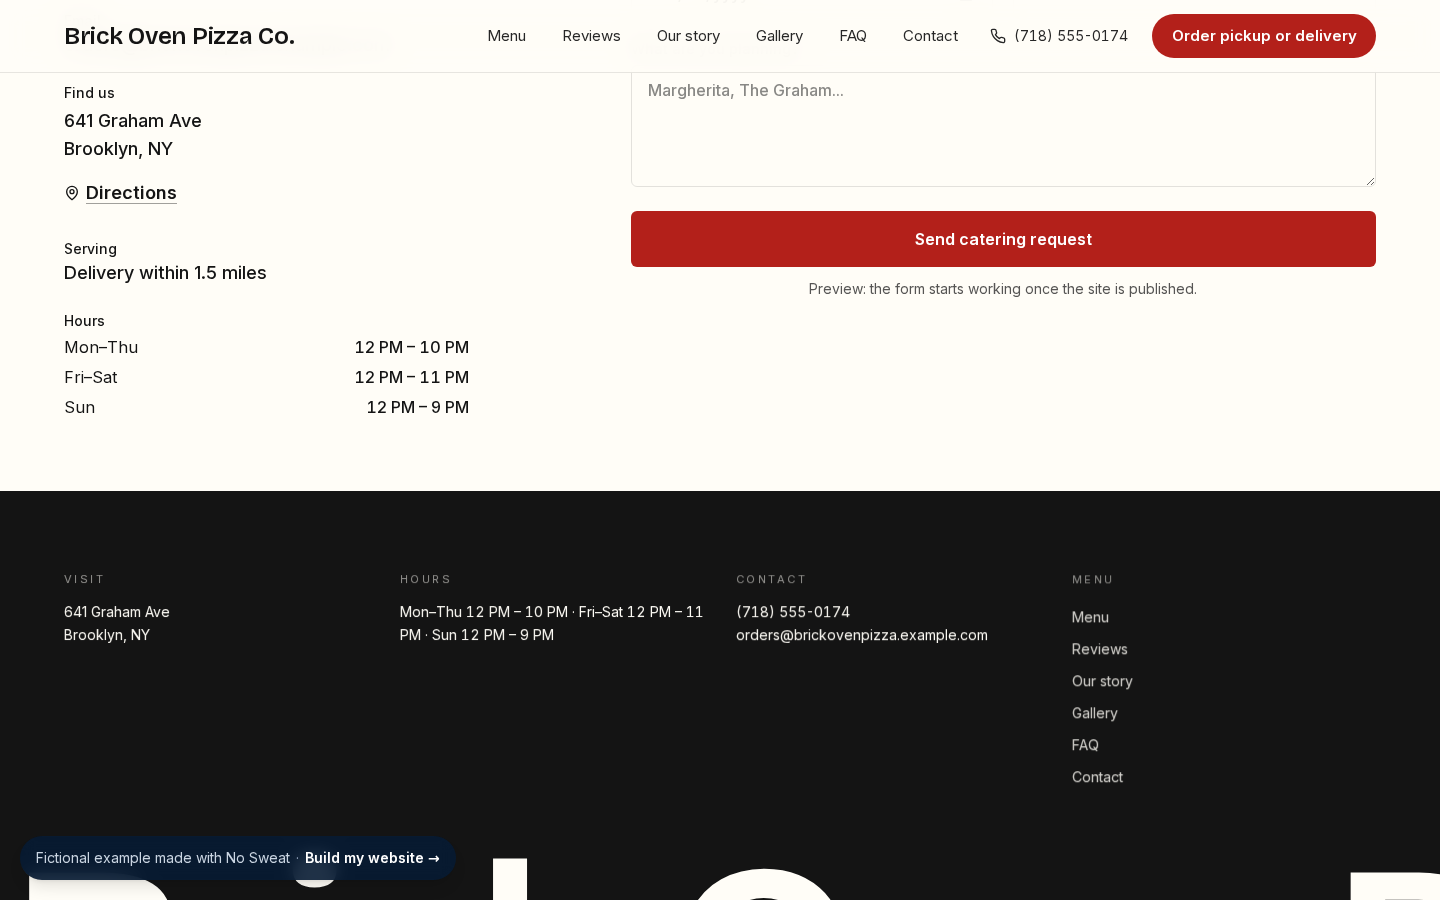 Brick Oven Pizza Co.
Menu
Reviews
Our story
Gallery
FAQ
Contact
(718) 555-0174
Order pickup or delivery
Find us
641 Graham Ave
Brooklyn, NY
Directions
Serving
Delivery within 1.5 miles
Hours
Mon–Thu 12 PM – 10 PM
Fri–Sat 12 PM – 11 PM
Sun 12 PM – 9 PM
Margherita, The Graham...
Send catering request
Preview: the form starts working once the site is published.
VISIT
641 Graham Ave
Brooklyn, NY
HOURS
Mon–Thu 12 PM – 10 PM · Fri–Sat 12 PM – 11
PM · Sun 12 PM – 9 PM
CONTACT
(718) 555-0174
orders@brickovenpizza.example.com
MENU
Menu
Reviews
Our story
Gallery
FAQ
Contact
Fictional example made with No Sweat · Build my website →